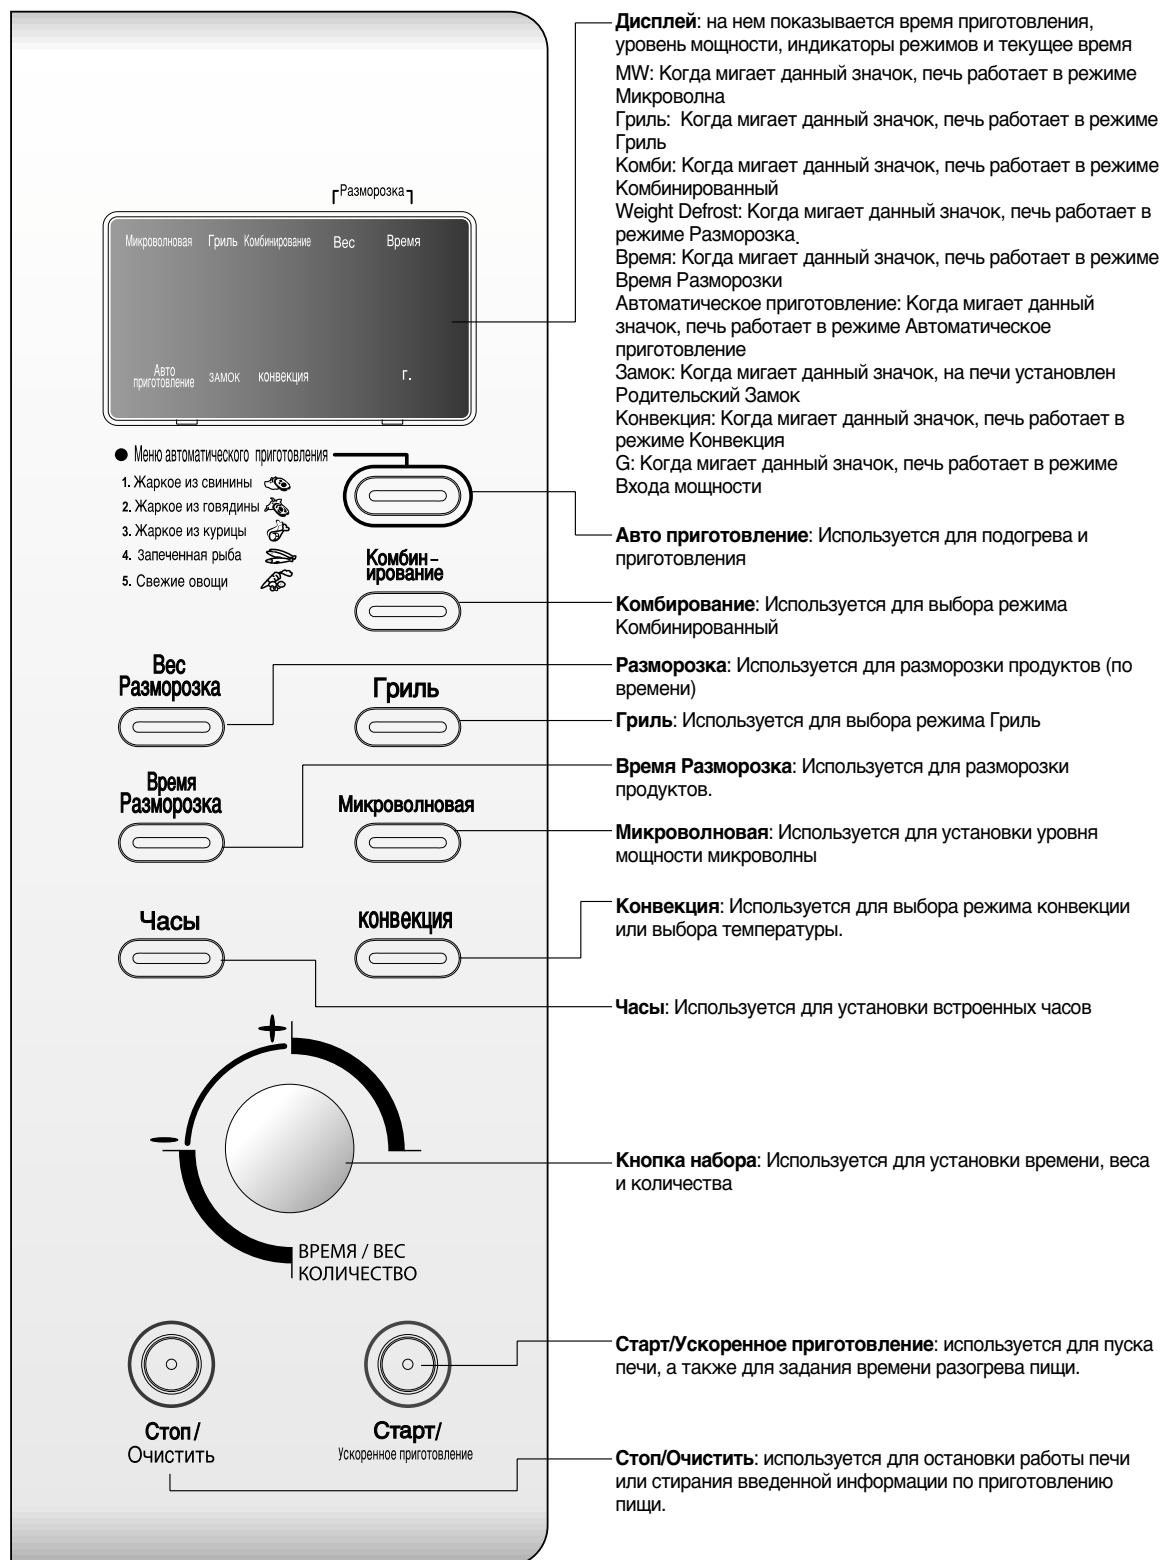 Разморозка
Микроволновая Гриль Комбинирование Вес Время
Авто
приготовление ЗАМОК КОНВЕКЦИЯ г.
● Меню автоматического приготовления
1. Жаркое из свинины
2. Жаркое из говядины
3. Жаркое из курицы
4. Запеченная рыба
5. Свежие овощи
Комбин–
ирование
Вес
Разморозка
Гриль
Время
Разморозка
Микроволновая
Часы
КОНВЕКЦИЯ
+
–
ВРЕМЯ / ВЕС
КОЛИЧЕСТВО
Стоп/
Очистить
Старт/
Ускоренное приготовление
Дисплей: на нем показывается время приготовления,
уровень мощности, индикаторы режимов и текущее время
MW: Когда мигает данный значок, печь работает в режиме
Микроволна
Гриль: Когда мигает данный значок, печь работает в режиме
Гриль
Комби: Когда мигает данный значок, печь работает в режиме
Комбинированный
Weight Defrost: Когда мигает данный значок, печь работает в
режиме Разморозка.
Время: Когда мигает данный значок, печь работает в режиме
Время Разморозки
Автоматическое приготовление: Когда мигает данный
значок, печь работает в режиме Автоматическое
приготовление
Замок: Когда мигает данный значок, на печи установлен
Родительский Замок
Конвекция: Когда мигает данный значок, печь работает в
режиме Конвекция
G: Когда мигает данный значок, печь работает в режиме
Входа мощности
Авто приготовление: Используется для подогрева и
приготовления
Комбирование: Используется для выбора режима
Комбинированный
Разморозка: Используется для разморозки продуктов (по
времени)
Гриль: Используется для выбора режима Гриль
Время Разморозка: Используется для разморозки
продуктов.
Микроволновая: Используется для установки уровня
мощности микроволны
Конвекция: Используется для выбора режима конвекции
или выбора температуры.
Часы: Используется для установки встроенных часов
Кнопка набора: Используется для установки времени, веса
и количества
Старт/Ускоренное приготовление: используется для пуска
печи, а также для задания времени разогрева пищи.
Стоп/Очистить: используется для остановки работы печи
или стирания введенной информации по приготовлению
пищи.